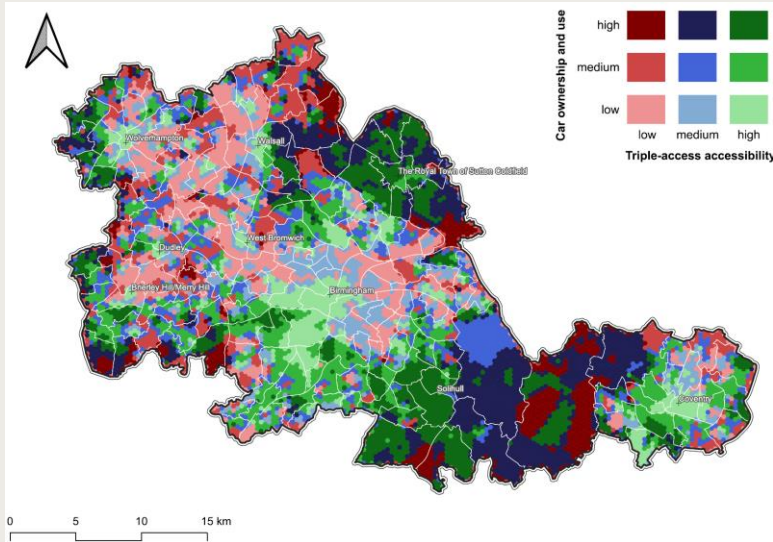 Car ownership and use
high
medium
low
low medium high
Triple-access accessibility
Wolverhampton
Walsall
The Royal Town of Sutton Coldfield
West Bromwich
Dudley
Brierley Hill/Merry Hill
Birmingham
Solihull
Coventry
0 5 10 15 km